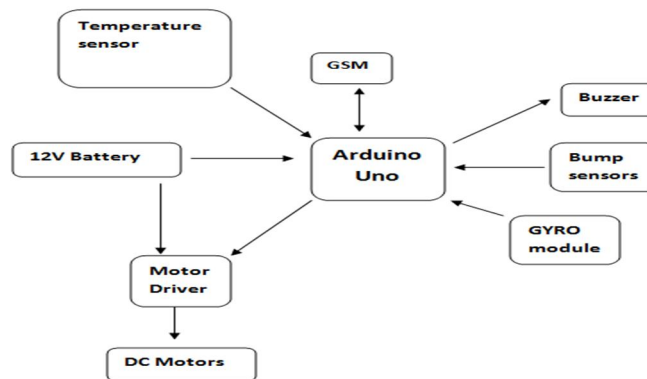 Temperature
sensor
GSM
Buzzer
12V Battery
Arduino
Uno
Bump
sensors
GYRO
module
Motor
Driver
DC Motors